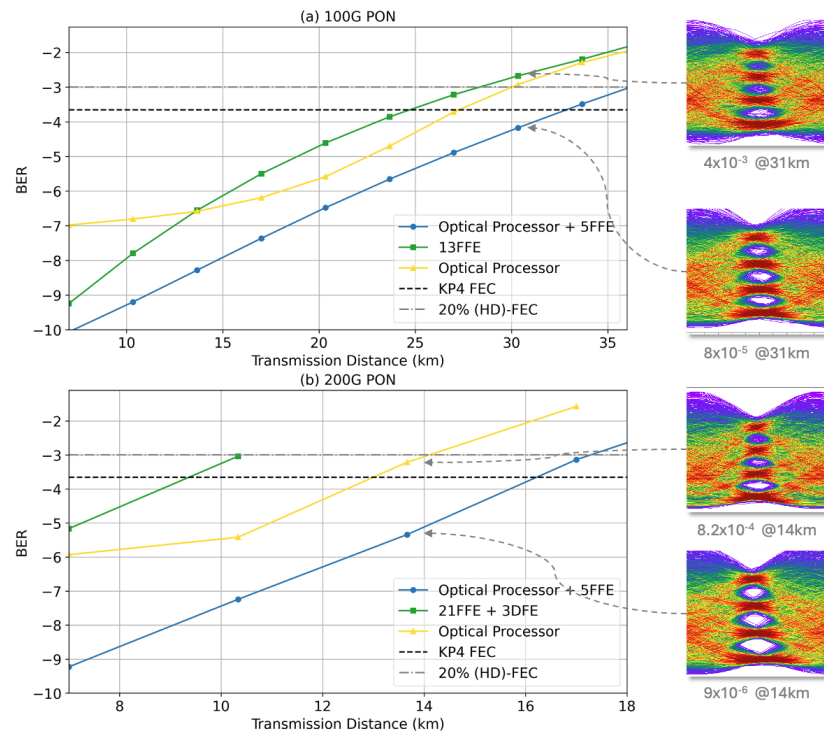 (a) 100G PON
−2
−3
−4
−5
−6
−7
−8
−9
−10
BER
10
15
20
25
30
35
Transmission Distance (km)
Optical Processor + 5FFE
13FFE
Optical Processor
KP4 FEC
20% (HD)-FEC
4x10⁻³ @31km
8x10⁻⁵ @31km
(b) 200G PON
−2
−3
−4
−5
−6
−7
−8
−9
−10
BER
8
10
12
14
16
18
Transmission Distance (km)
Optical Processor + 5FFE
21FFE + 3DFE
Optical Processor
KP4 FEC
20% (HD)-FEC
8.2x10⁻⁴ @14km
9x10⁻⁶ @14km